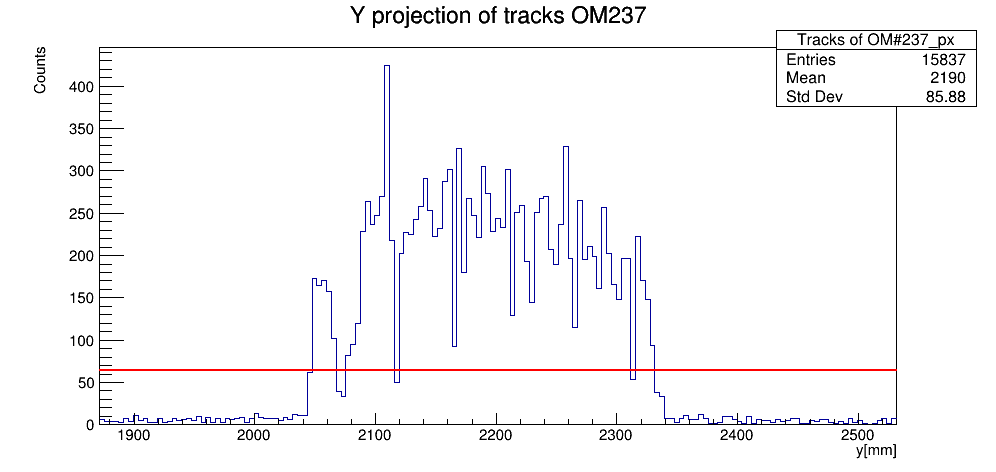 Y projection of tracks OM237
Tracks of OM#237_px
Entries 15837
Mean 2190
Std Dev 85.88
Counts
400
350
300
250
200
150
100
50
0
1900 2000 2100 2200 2300 2400 2500
y[mm]